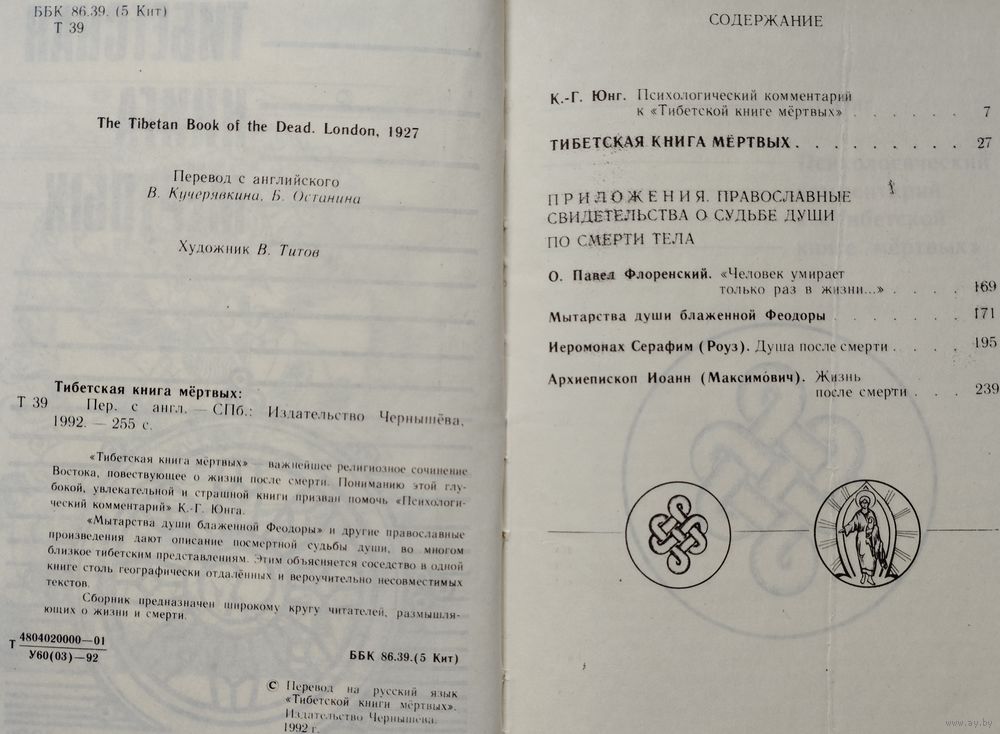 ББК 86.39. (5 Кит)
Т 39
The Tibetan Book of the Dead. London, 1927
Перевод с английского
В. Кучерявкина, Б. Останина
Художник В. Титов
Тибетская книга мёртвых:
Т 39 Пер. с англ. — СПб.: Издательство Чернышёва,
1992. — 255 с.
«Тибетская книга мёртвых» — важнейшее религиозное сочинение
Востока, повествующее о жизни после смерти. Пониманию этой глу-
бокой, увлекательной и страшной книги призван помочь «Психологи-
ческий комментарий» К.-Г. Юнга.
«Мытарства души блаженной Феодоры» и другие православные
произведения дают описание посмертной судьбы души, во многом
близкое тибетским представлениям. Этим объясняется соседство в одной
книге столь географически отдалённых и вероучительно несовместимых
текстов.
Сборник предназначен широкому кругу читателей, размышля-
ющих о жизни и смерти.
Т 4804020000—01
У60(03)—92
ББК 86.39.(5 Кит)
© Перевод на русский язык
«Тибетской книги мёртвых».
Издательство Чернышёва.
1992 г.
СОДЕРЖАНИЕ
К.-Г. Юнг. Психологический комментарий
к «Тибетской книге мёртвых» . . . . . . 7
ТИБЕТСКАЯ КНИГА МЁРТВЫХ . . . . . . . . . 27
ПРИЛОЖЕНИЯ. ПРАВОСЛАВНЫЕ
СВИДЕТЕЛЬСТВА О СУДЬБЕ ДУШИ
ПО СМЕРТИ ТЕЛА
О. Павел Флоренский. «Человек умирает
только раз в жизни...» . . . . 169
Мытарства души блаженной Феодоры . . . . . . . 171
Иеромонах Серафим (Роуз). Душа после смерти . . . . 195
Архиепископ Иоанн (Максимович). Жизнь
после смерти . . . 239
www.ay.by